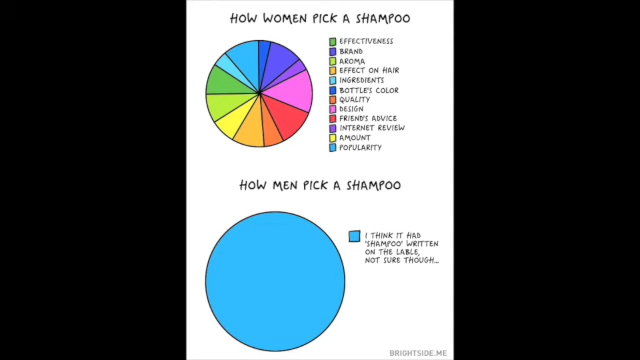 HOW WOMEN PICK A SHAMPOO
EFFECTIVENESS
BRAND
AROMA
EFFECT ON HAIR
INGREDIENTS
BOTTLE'S COLOR
QUALITY
DESIGN
FRIEND'S ADVICE
INTERNET REVIEW
AMOUNT
POPULARITY
HOW MEN PICK A SHAMPOO
I THINK IT HAD
'SHAMPOO' WRITTEN
ON THE LABLE,
NOT SURE THOUGH...
BRIGHTSIDE.ME